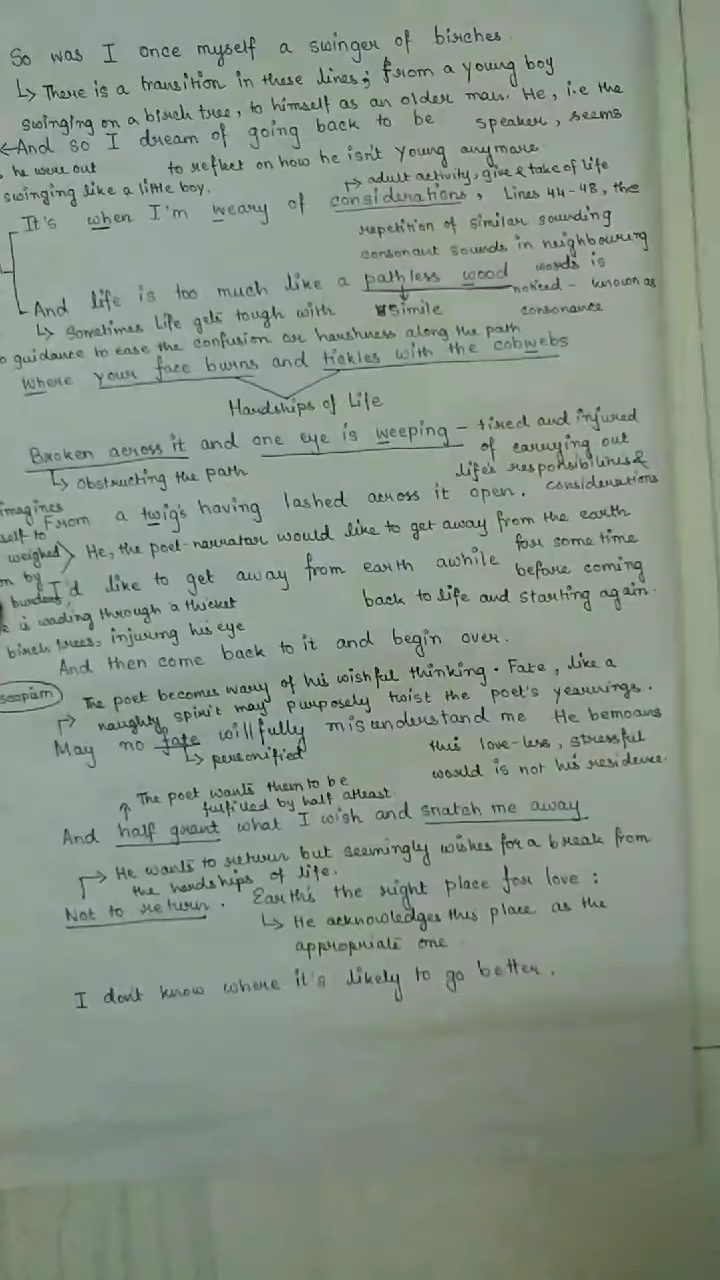 So was I once myself a swinger of birches.
↳ There is a transition in these lines; from a young boy
swinging on a birch tree, to himself as an older man. He, i.e the
←And so I dream of going back to be speaker, seems
he were out to reflect on how he isn't young anymore.
swinging like a little boy. ↱ adult activity, give & take of life
It's when I'm weary of considerations, Lines 44-48, the
repetition of similar sounding
consonant sounds in neighbouring
And life is too much like a pathless wood words is
noticed - known as
↳ Sometimes life gets tough with simile consonance
guidance to ease the confusion or harshness along the path
Where your face burns and tickles with the cobwebs
Hardships of Life
Broken across it and one eye is weeping - tired and injured
↳ obstructing the path of carrying out
life's responsibilities &
imagines considerations
From a twig's having lashed across it open.
self to
weighed He, the poet-narrator would like to get away from the earth
on by for some time
burdens, I'd like to get away from earth awhile before coming
is wading through a thicket back to life and starting again.
birch trees, injuring his eye
And then come back to it and begin over.
The poet becomes wary of his wishful thinking. Fate, like a
↱ naughty spirit may purposely twist the poet's yearnings.
May no fate willfully misunderstand me He bemoans
↳ personified this love-less, stressful
world is not his residence.
↑ The poet wants them to be
fulfilled by half atleast.
And half grant what I wish and snatch me away
↱ He wants to return but seemingly wishes for a break from
the hardships of life.
Not to return. Earth's the right place for love:
↳ He acknowledges this place as the
appropriate one
I don't know where it's likely to go better.